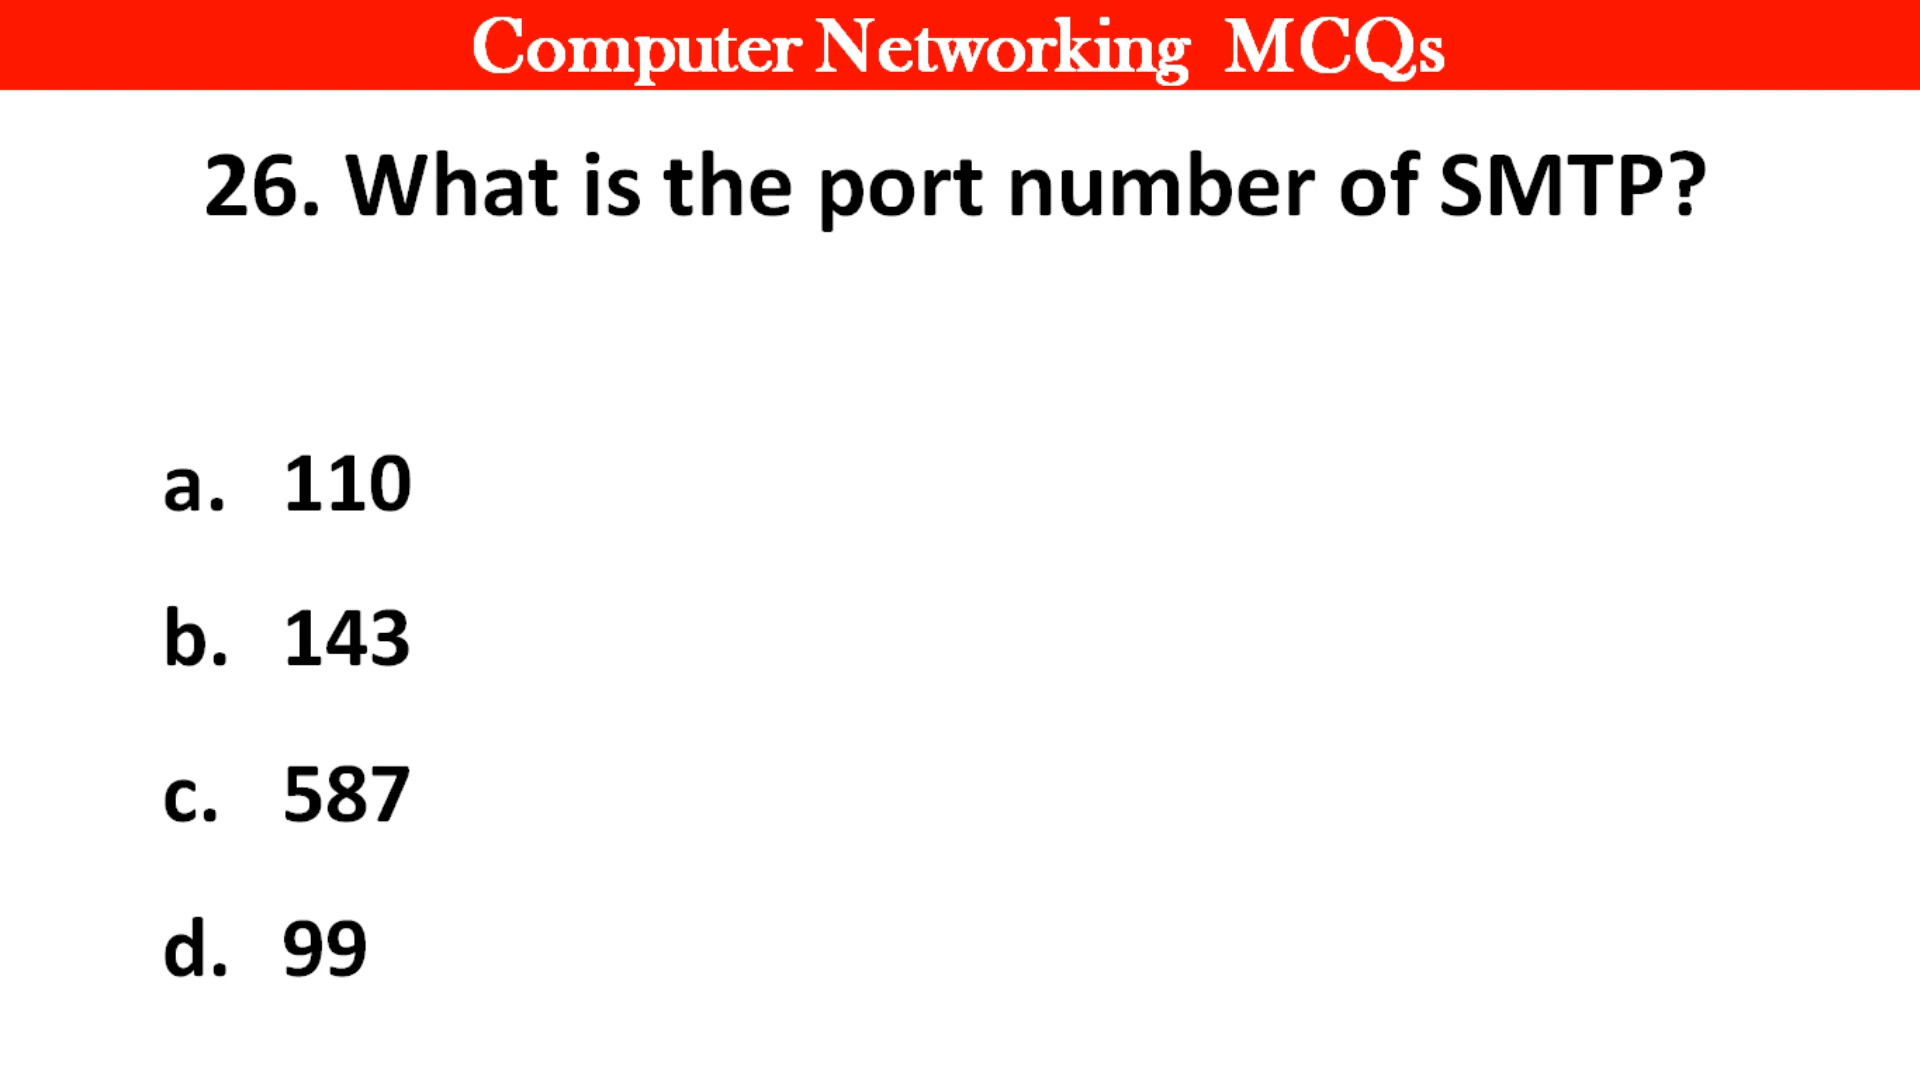 Computer Networking MCQs
26. What is the port number of SMTP?
a. 110
b. 143
c. 587
d. 99